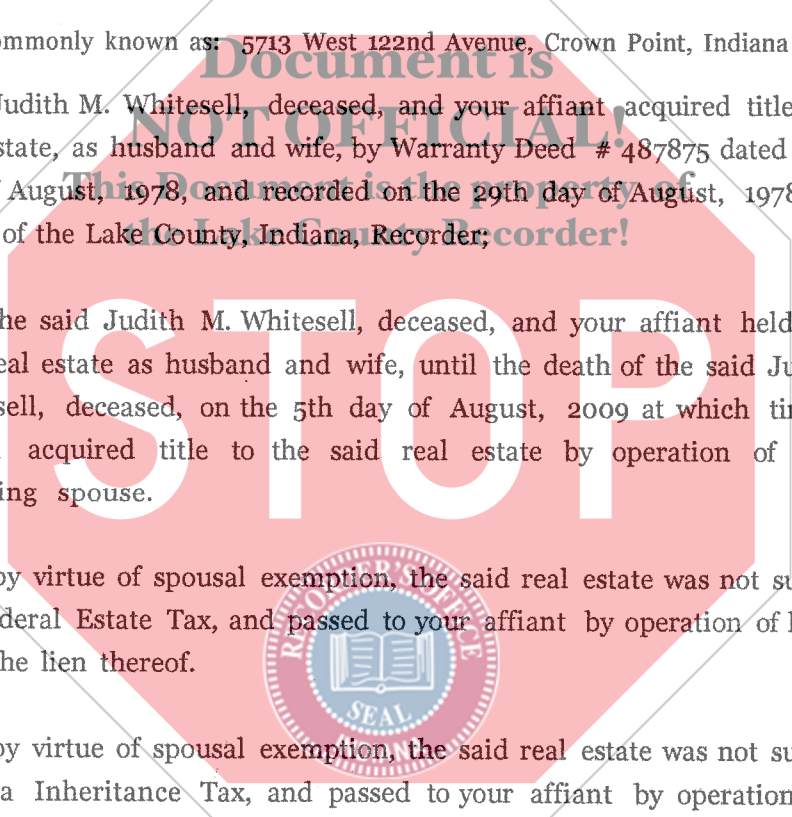 ommonly known as: 5713 West 122nd Avenue, Crown Point, Indiana
Document is
Judith M. Whitesell, deceased, and your affiant acquired title
NOT OFFICIAL!
state, as husband and wife, by Warranty Deed # 487875 dated
August, 1978, and recorded on the 29th day of August, 1978
This Document is the property of
of the Lake County, Indiana, Recorder;
the Lake County Recorder!
he said Judith M. Whitesell, deceased, and your affiant held
eal estate as husband and wife, until the death of the said Ju
sell, deceased, on the 5th day of August, 2009 at which ti
STOP
acquired title to the said real estate by operation of
ing spouse.
by virtue of spousal exemption, the said real estate was not su
RECORDER'S OFFICE
deral Estate Tax, and passed to your affiant by operation of l
he lien thereof.
SEAL
INDIANA
by virtue of spousal exemption, the said real estate was not su
a Inheritance Tax, and passed to your affiant by operation